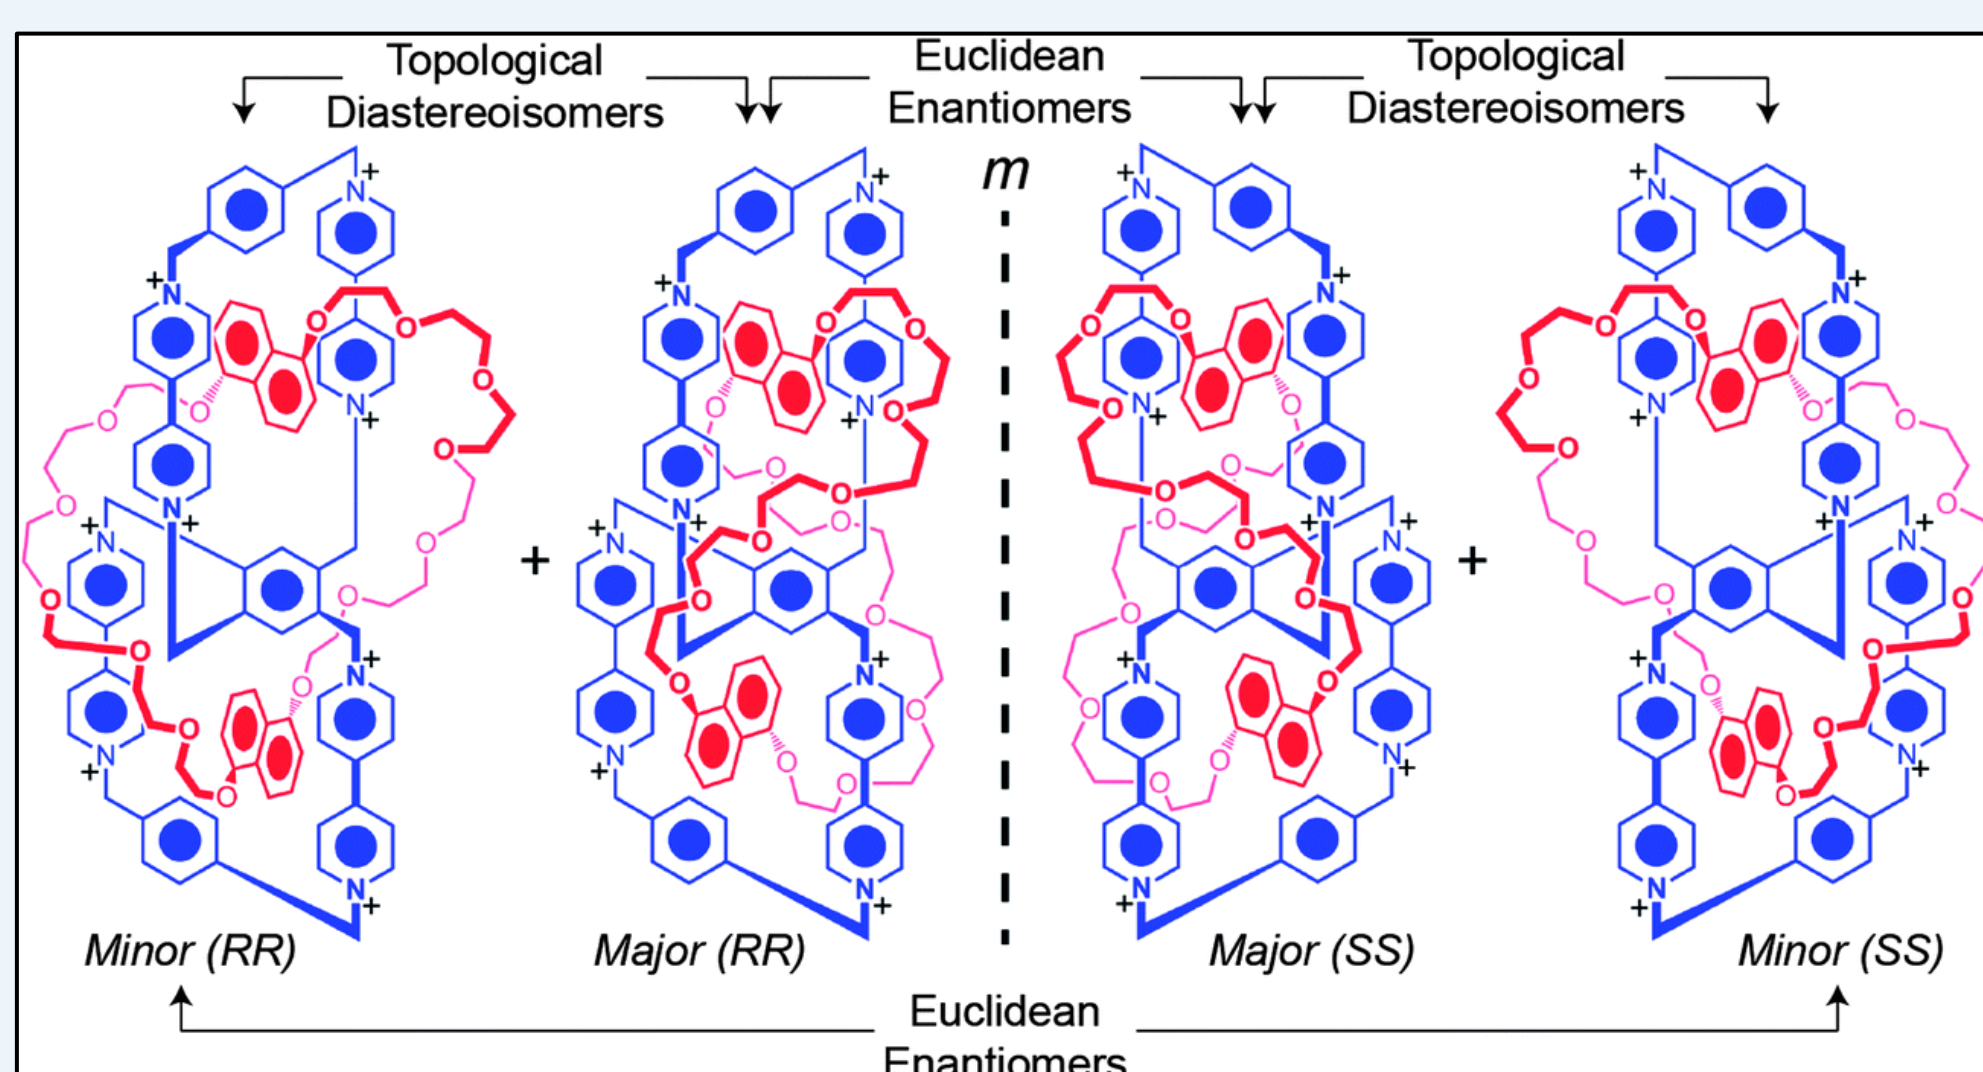 Topological
Diastereoisomers
Euclidean
Enantiomers
Topological
Diastereoisomers
m
+
+
Minor (RR)
Major (RR)
Major (SS)
Minor (SS)
Euclidean
Enantiomers